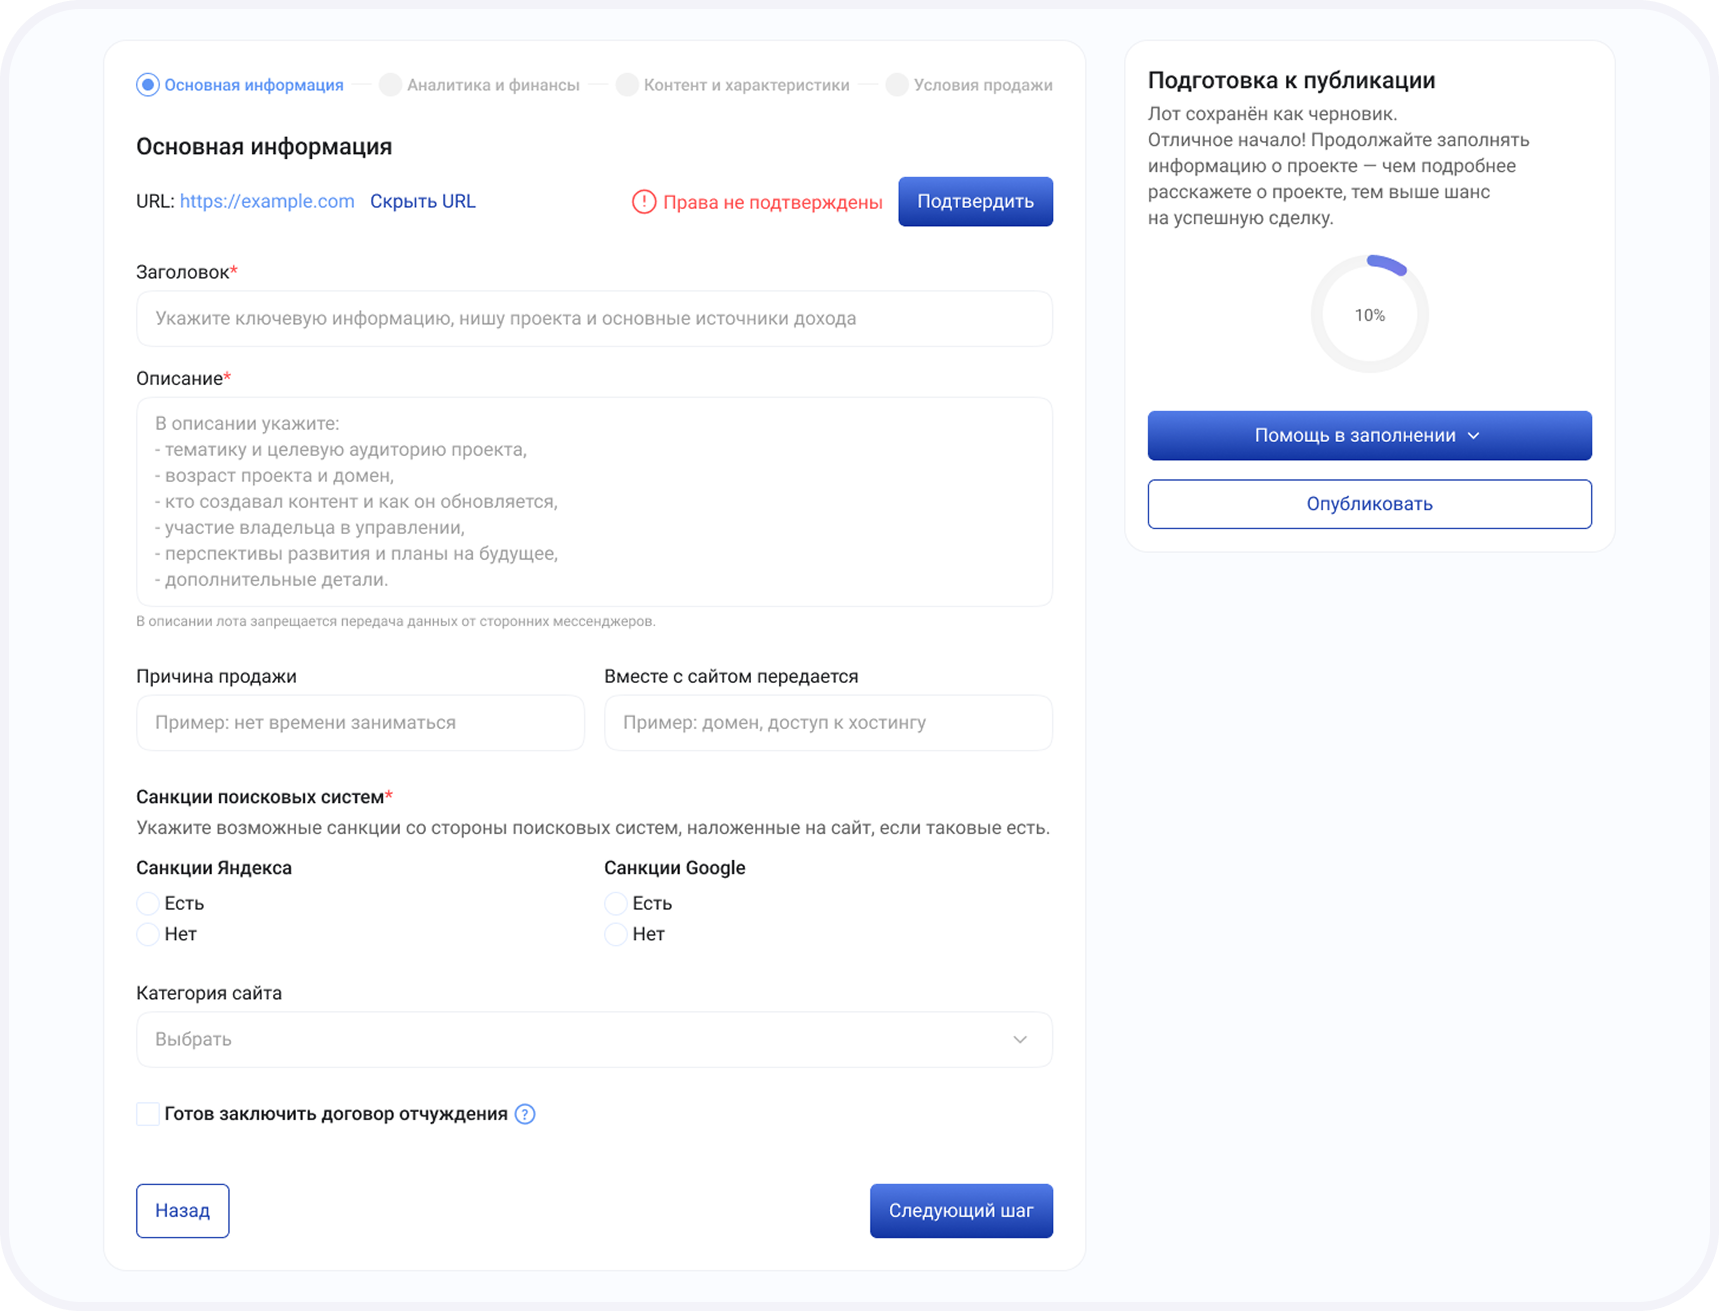 Основная информация
Аналитика и финансы
Контент и характеристики
Условия продажи
Основная информация
URL: https://example.com Скрыть URL
Права не подтверждены
Подтвердить
Заголовок*
Укажите ключевую информацию, нишу проекта и основные источники дохода
Описание*
В описании укажите:
- тематику и целевую аудиторию проекта,
- возраст проекта и домен,
- кто создавал контент и как он обновляется,
- участие владельца в управлении,
- перспективы развития и планы на будущее,
- дополнительные детали.
В описании лота запрещается передача данных от сторонних мессенджеров.
Причина продажи
Пример: нет времени заниматься
Вместе с сайтом передается
Пример: домен, доступ к хостингу
Санкции поисковых систем*
Укажите возможные санкции со стороны поисковых систем, наложенные на сайт, если таковые есть.
Санкции Яндекса
Есть
Нет
Санкции Google
Есть
Нет
Категория сайта
Выбрать
Готов заключить договор отчуждения ?
Назад
Следующий шаг
Подготовка к публикации
Лот сохранён как черновик.
Отличное начало! Продолжайте заполнять
информацию о проекте — чем подробнее
расскажете о проекте, тем выше шанс
на успешную сделку.
10%
Помощь в заполнении
Опубликовать